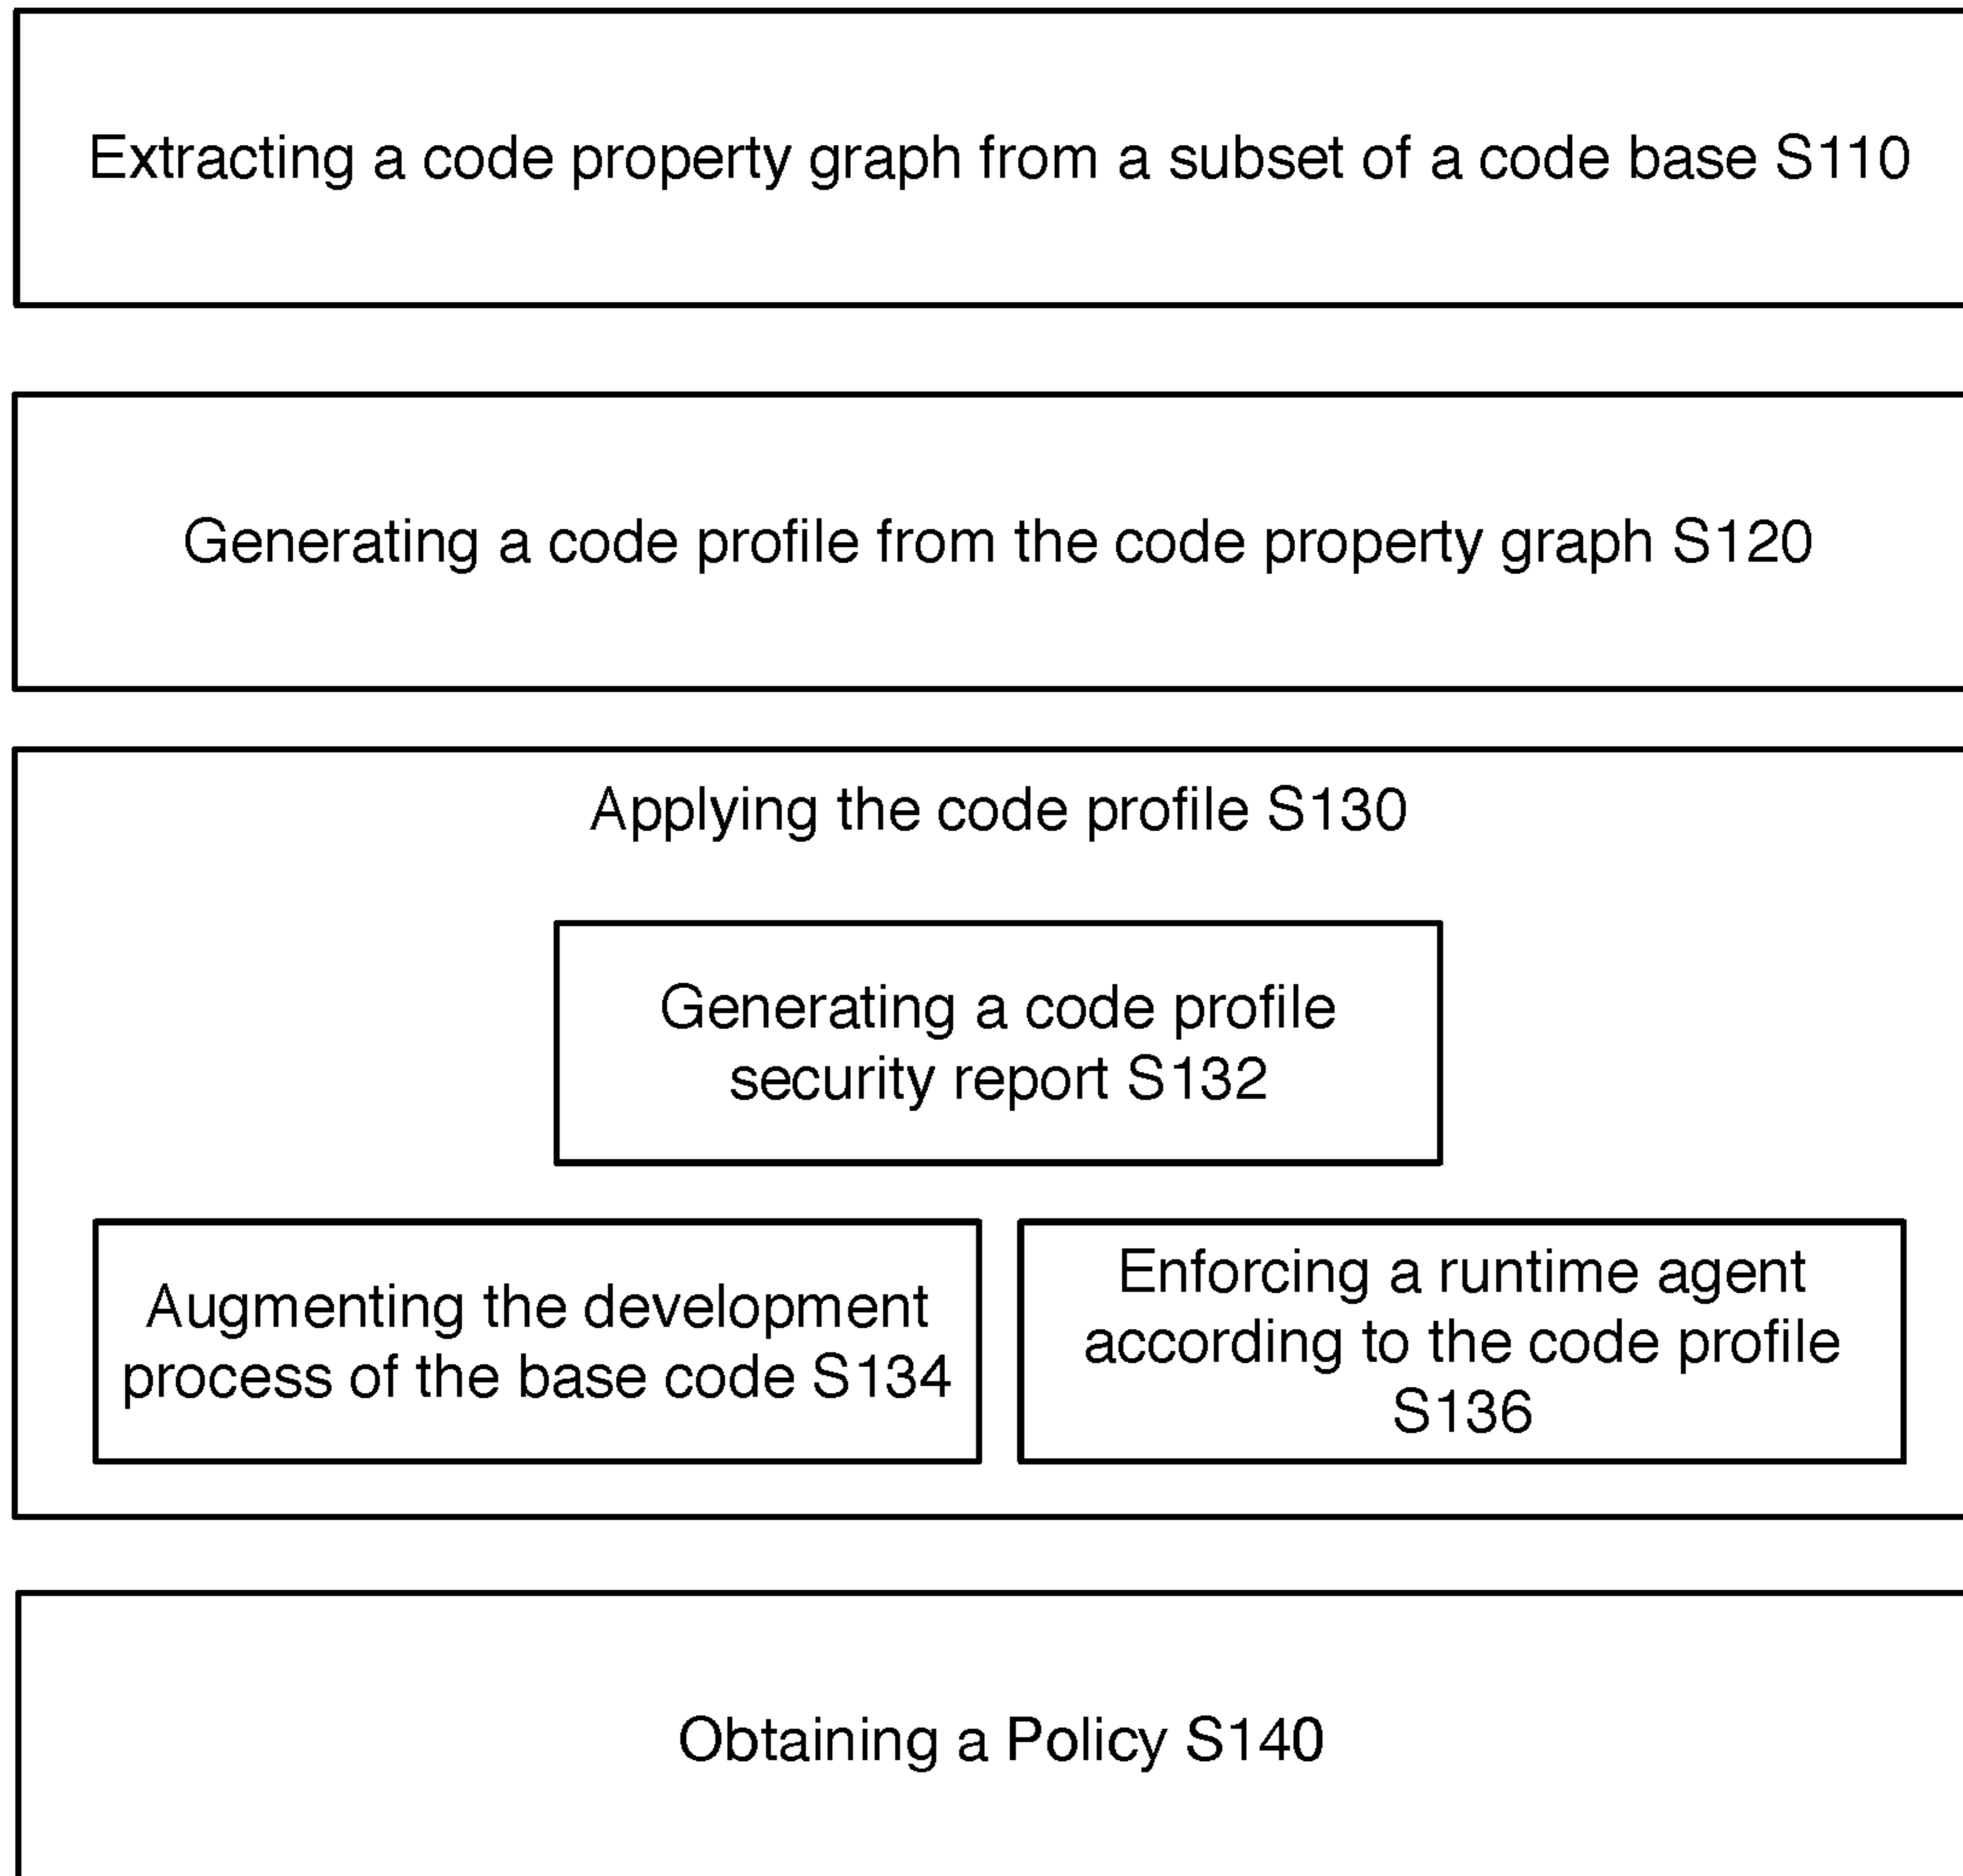 Extracting a code property graph from a subset of a code base S110
Generating a code profile from the code property graph S120
Applying the code profile S130
Generating a code profile
security report S132
Augmenting the development
process of the base code S134
Enforcing a runtime agent
according to the code profile
S136
Obtaining a Policy S140